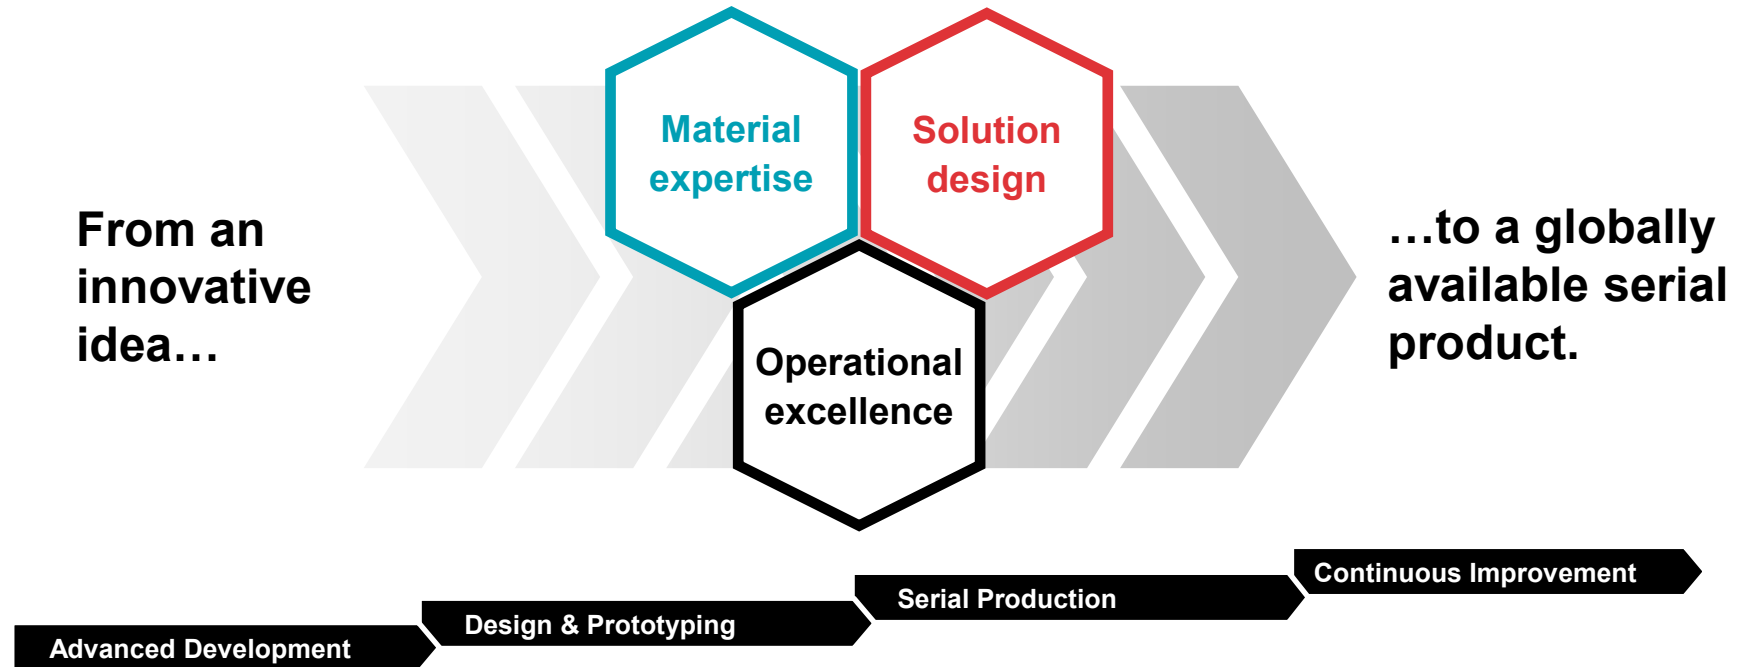 Material
expertise
Solution
design
From an
innovative
idea…
…to a globally
available serial
product.
Operational
excellence
Advanced Development
Design & Prototyping
Serial Production
Continuous Improvement